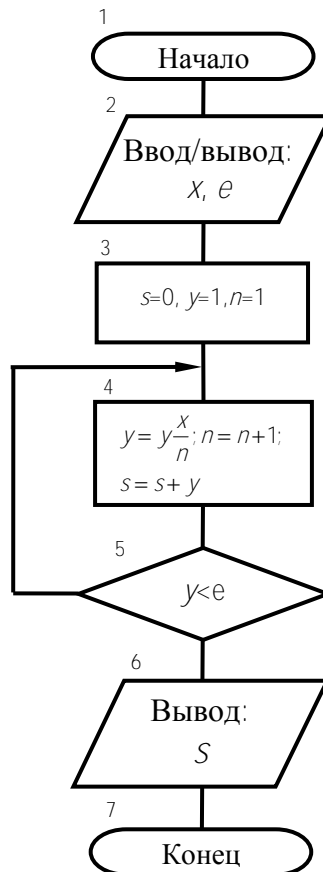 1
Начало
2
Ввод/вывод:
x, e
3
s=0, y=1,n=1
4
y = y x/n; n = n+1;
s = s + y
5
y<e
6
Вывод:
s
7
Конец